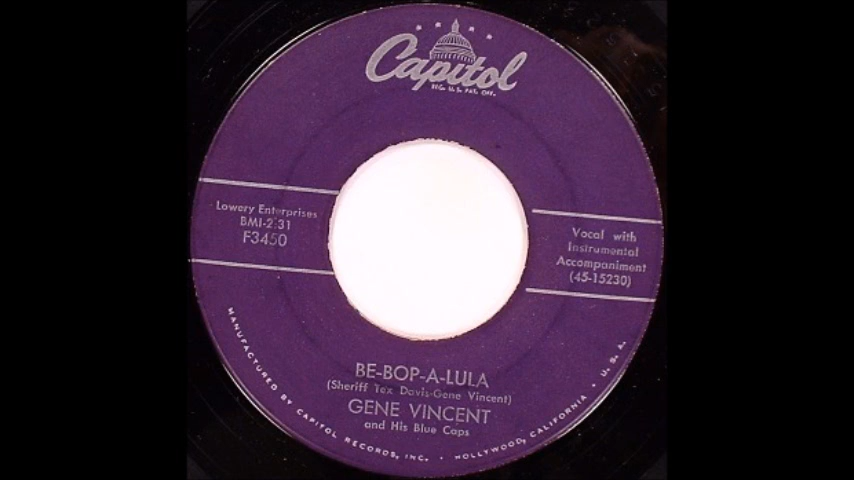 Capitol
REG. U.S. PAT. OFF.
Lowery Enterprises
BMI-2:31
F3450
Vocal with
Instrumental
Accompaniment
(45-15230)
BE-BOP-A-LULA
(Sheriff Tex Davis-Gene Vincent)
GENE VINCENT
and His Blue Caps
MANUFACTURED BY CAPITOL RECORDS, INC. • HOLLYWOOD, CALIFORNIA • U.S.A.